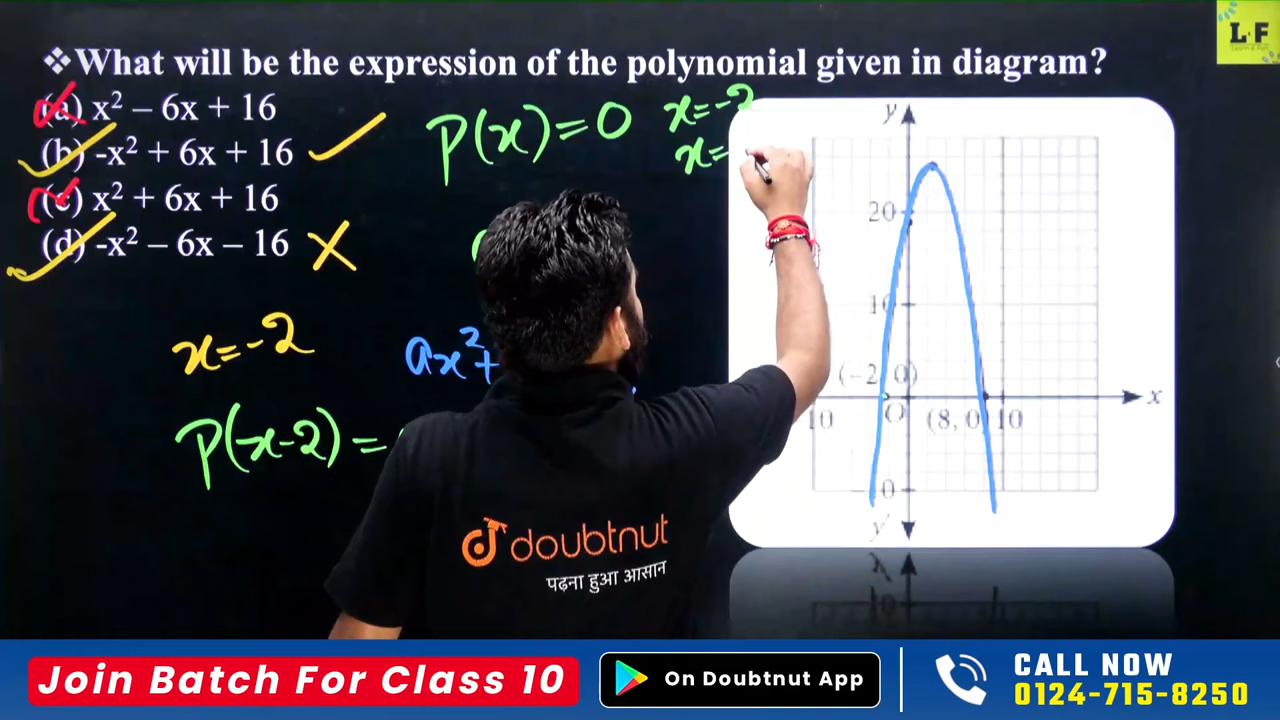 L·F
❖What will be the expression of the polynomial given in diagram?
(a) x² – 6x + 16
(b) -x² + 6x + 16
(c) x² + 6x + 16
(d) -x² – 6x – 16
p(x) = 0
x=-2
x=
x=-2
ax²+
p(x-2) =
y
20
10
(-2, 0)
O
(8, 0)
10
10
x
0
y'
doubtnut
पढ़ना हुआ आसान
Join Batch For Class 10
On Doubtnut App
CALL NOW
0124-715-8250